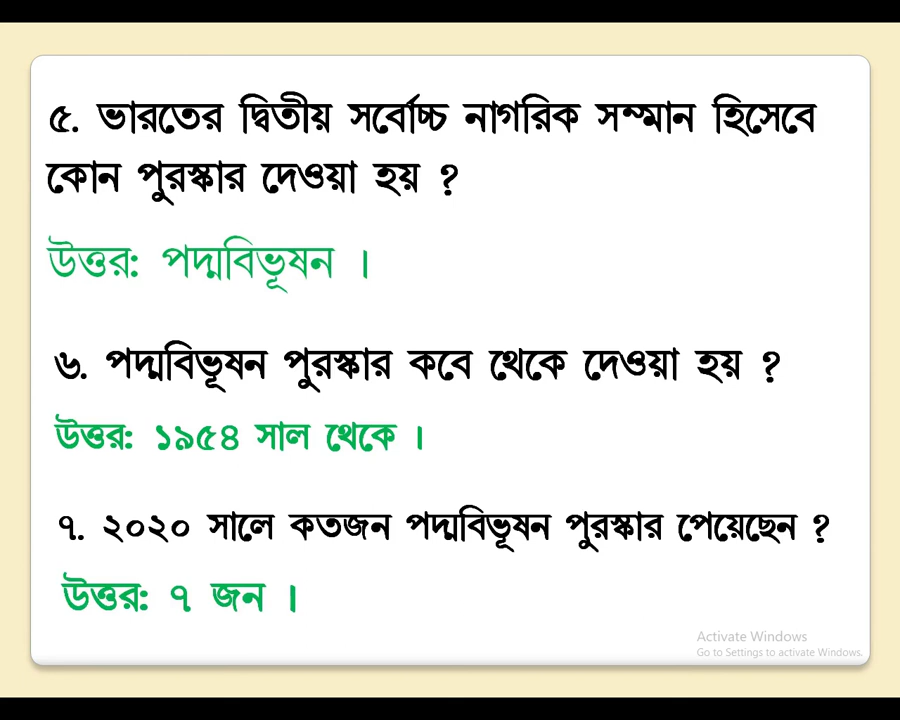 ৫. ভারতের দ্বিতীয় সর্বোচ্চ নাগরিক সম্মান হিসেবে
কোন পুরস্কার দেওয়া হয় ?
উত্তর: পদ্মবিভূষন ।
৬. পদ্মবিভূষন পুরস্কার কবে থেকে দেওয়া হয় ?
উত্তর: ১৯৫৪ সাল থেকে ।
৭. ২০২০ সালে কতজন পদ্মবিভূষন পুরস্কার পেয়েছেন ?
উত্তর: ৭ জন ।
Activate Windows
Go to Settings to activate Windows.